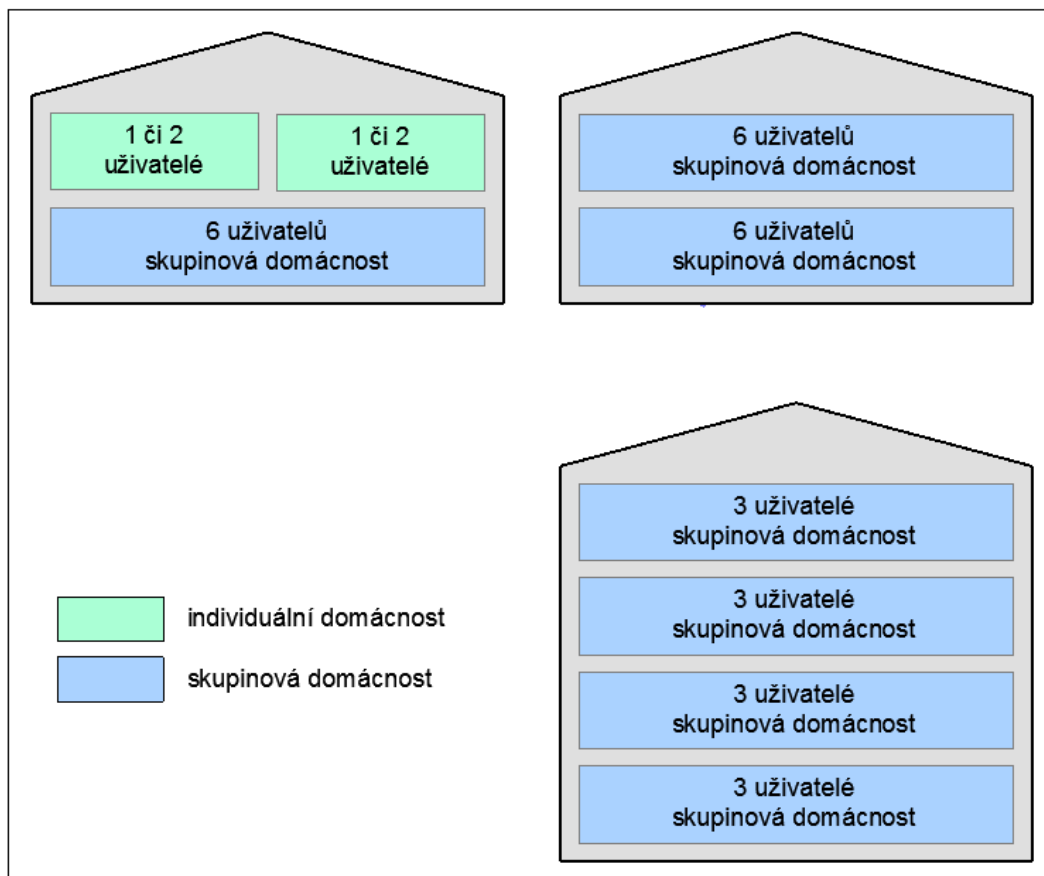 1 či 2
uživatelé
1 či 2
uživatelé
6 uživatelů
skupinová domácnost
6 uživatelů
skupinová domácnost
6 uživatelů
skupinová domácnost
3 uživatelé
skupinová domácnost
3 uživatelé
skupinová domácnost
3 uživatelé
skupinová domácnost
3 uživatelé
skupinová domácnost
individuální domácnost
skupinová domácnost